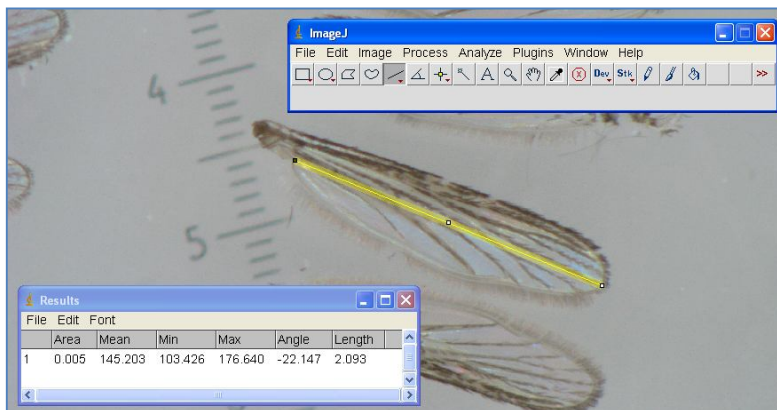 ImageJ
File Edit Image Process Analyze Plugins Window Help
A Dev Stk >>
4
5
Results
File Edit Font
Area Mean Min Max Angle Length
1 0.005 145.203 103.426 176.640 -22.147 2.093